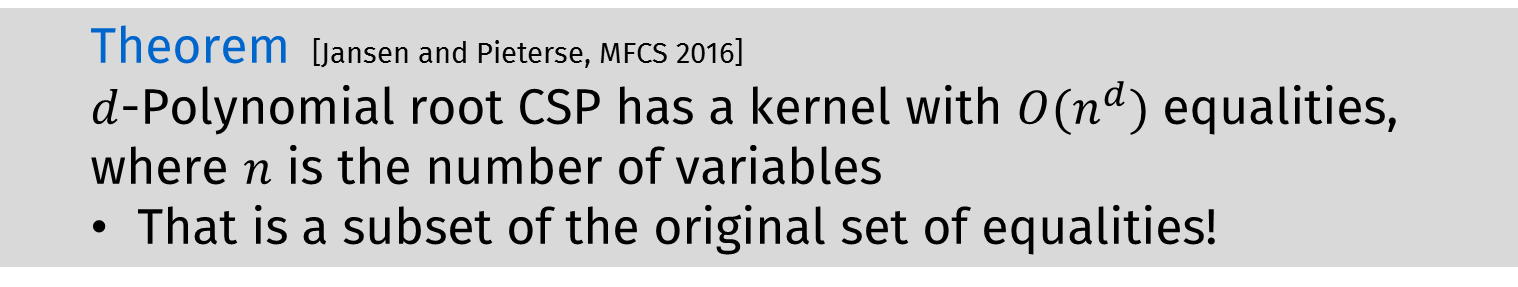 Theorem [Jansen and Pieterse, MFCS 2016]
d-Polynomial root CSP has a kernel with O(n^d) equalities,
where n is the number of variables
• That is a subset of the original set of equalities!